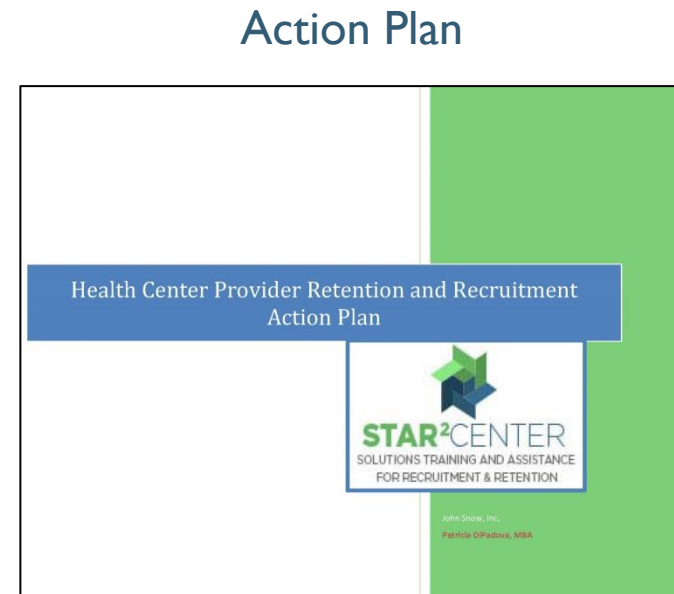 Action Plan
Health Center Provider Retention and Recruitment
Action Plan
STAR²CENTER
SOLUTIONS TRAINING AND ASSISTANCE
FOR RECRUITMENT & RETENTION
John Snow, Inc,
Patricia DiPadova, MBA